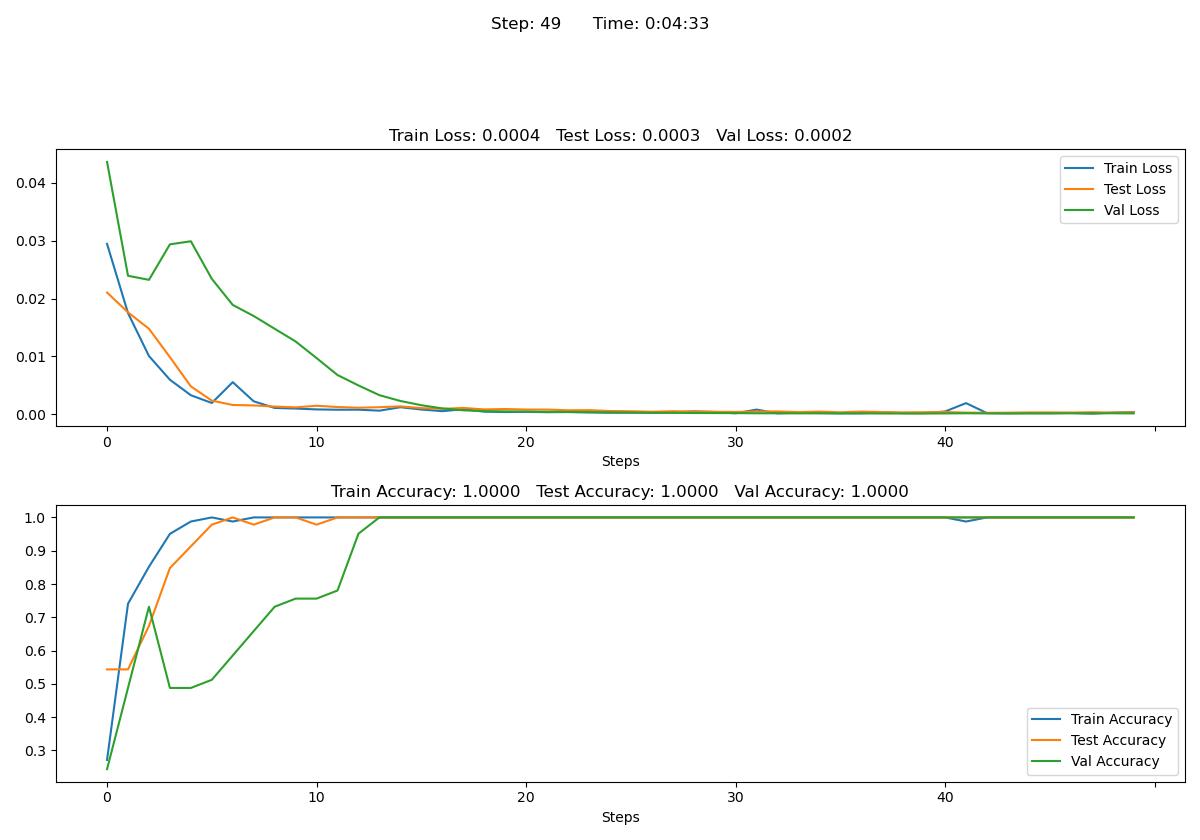 Step: 49      Time: 0:04:33
Train Loss: 0.0004   Test Loss: 0.0003   Val Loss: 0.0002
Train Loss
Test Loss
Val Loss
0.04
0.03
0.02
0.01
0.00
0 10 20 30 40
Steps
Train Accuracy: 1.0000   Test Accuracy: 1.0000   Val Accuracy: 1.0000
1.0
0.9
0.8
0.7
0.6
0.5
0.4
0.3
Train Accuracy
Test Accuracy
Val Accuracy
0 10 20 30 40
Steps